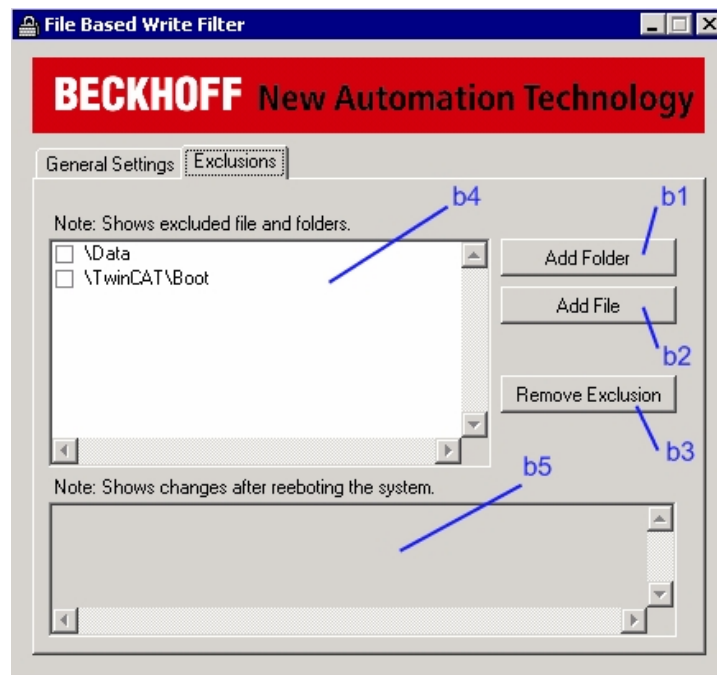 File Based Write Filter
BECKHOFF New Automation Technology
General Settings Exclusions
b4 b1
Note: Shows excluded file and folders.
\Data
\TwinCAT\Boot
Add Folder
Add File
b2
Remove Exclusion
b3
b5
Note: Shows changes after reeboting the system.